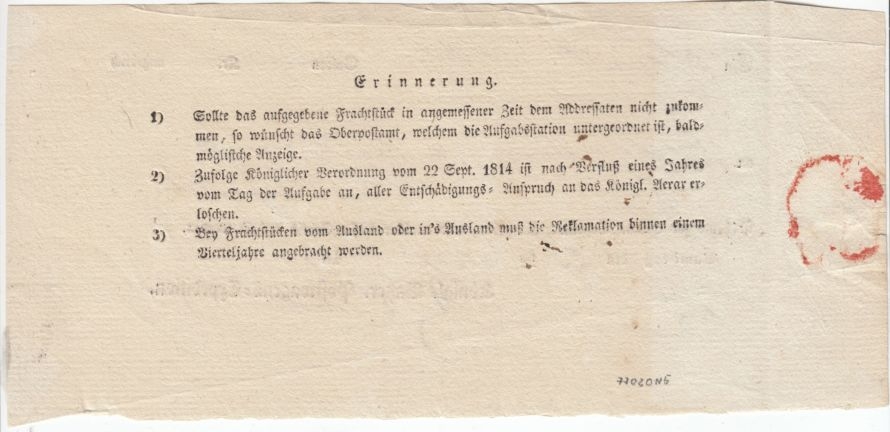 Erinnerung.
1) Sollte das aufgegebene Frachtstück in angemessener Zeit dem Addressaten nicht zukom-
men, so wünscht das Oberpostamt, welchem die Aufgabsstation untergeordnet ist, bald-
möglichste Anzeige.
2) Zufolge Königlicher Verordnung vom 22 Sept. 1814 ist nach Verfluß eines Jahres
vom Tag der Aufgabe an, aller Entschädigungs- Anspruch an das Königl. Aerar er-
loschen.
3) Bey Frachtstücken vom Ausland oder in's Ausland muß die Reklamation binnen einem
Vierteljahre angebracht werden.